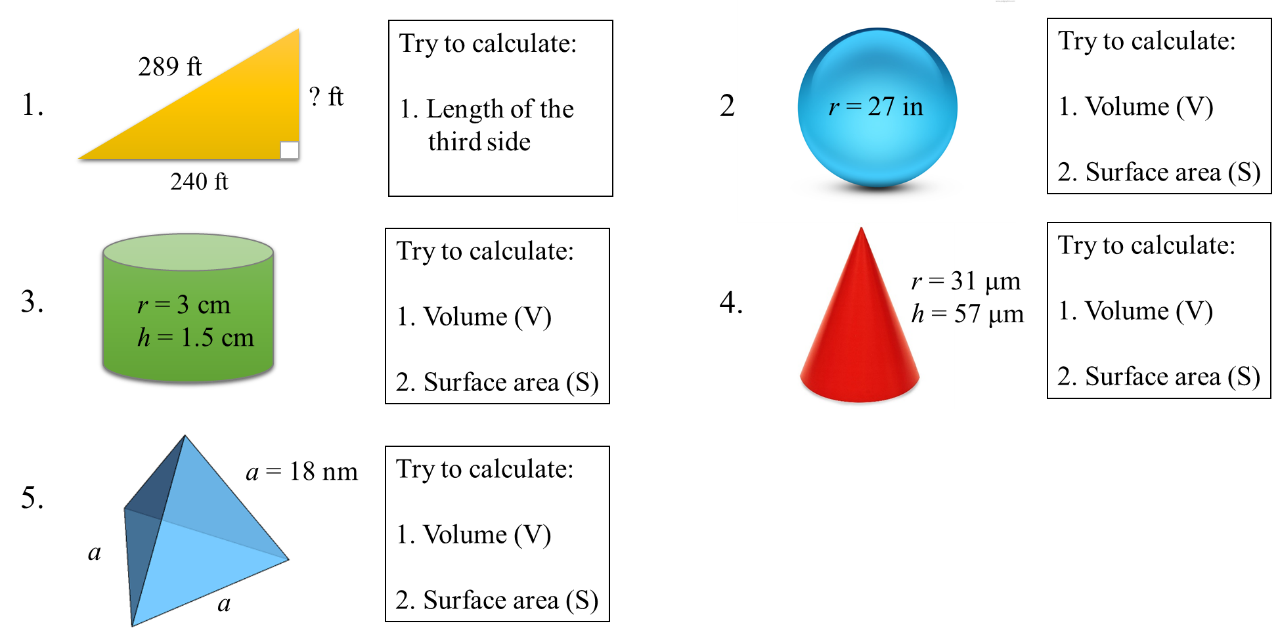 1.
289 ft
? ft
240 ft
Try to calculate:
1. Length of the
third side
2
r = 27 in
Try to calculate:
1. Volume (V)
2. Surface area (S)
3.
r = 3 cm
h = 1.5 cm
Try to calculate:
1. Volume (V)
2. Surface area (S)
4.
r = 31 μm
h = 57 μm
Try to calculate:
1. Volume (V)
2. Surface area (S)
5.
a = 18 nm
a
a
Try to calculate:
1. Volume (V)
2. Surface area (S)